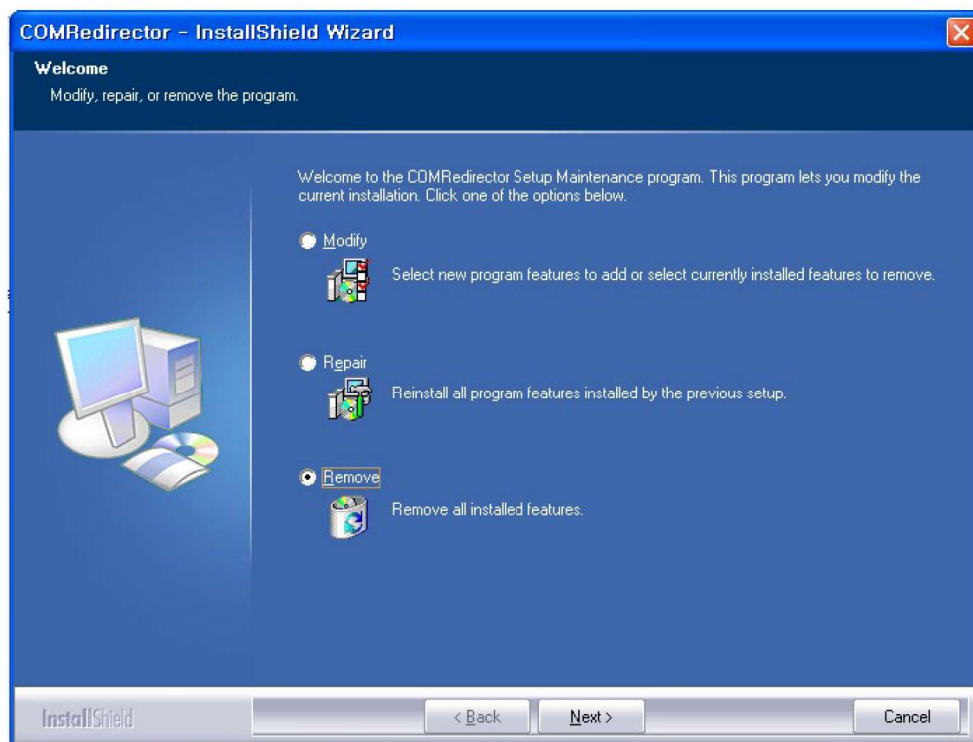 COMRedirector - InstallShield Wizard
Welcome
Modify, repair, or remove the program.
Welcome to the COMRedirector Setup Maintenance program. This program lets you modify the
current installation. Click one of the options below.
Modify
Select new program features to add or select currently installed features to remove.
Repair
Reinstall all program features installed by the previous setup.
Remove
Remove all installed features.
InstallShield
< Back
Next >
Cancel